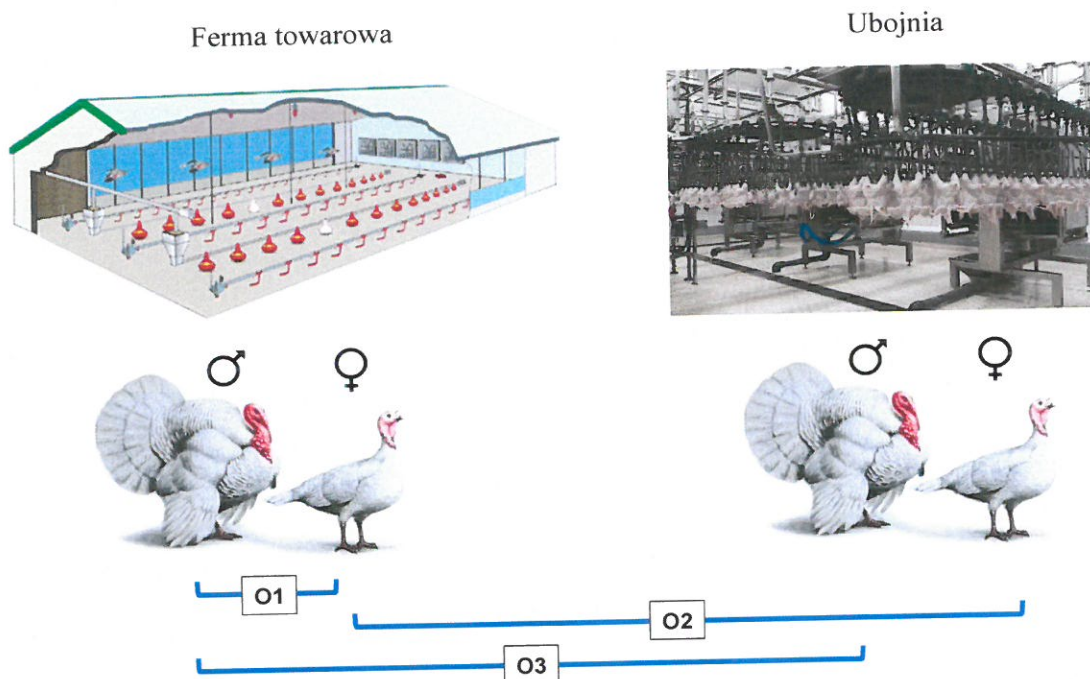 Ferma towarowa
Ubojnia
♂
♀
♂
♀
O1
O2
O3